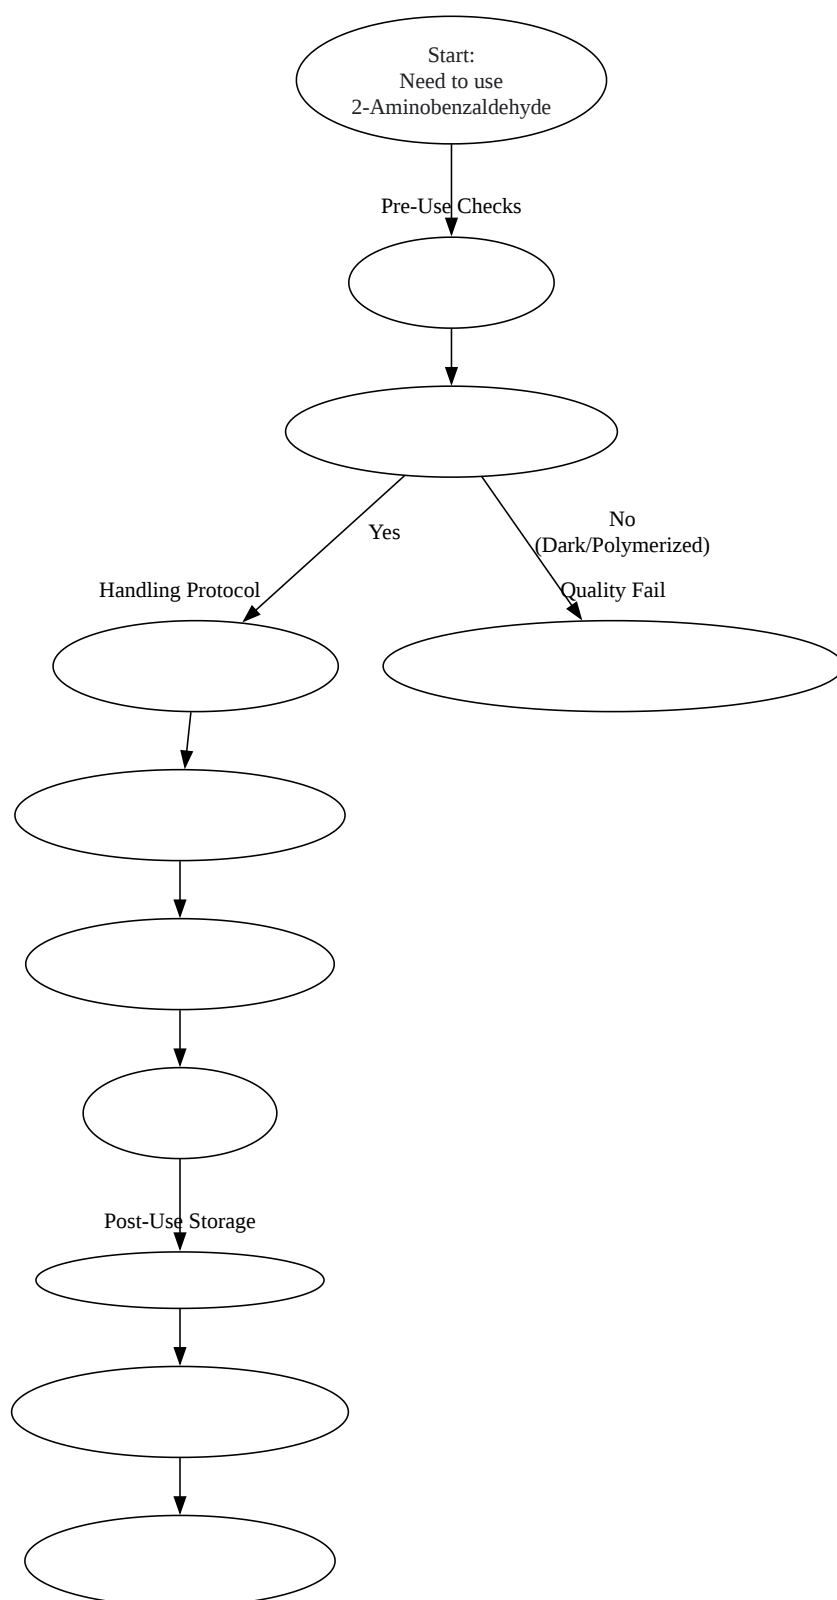 Start:
Need to use
2-Aminobenzaldehyde
Pre-Use Checks
Yes
No
(Dark/Polymerized)
Handling Protocol
Quality Fail
Post-Use Storage